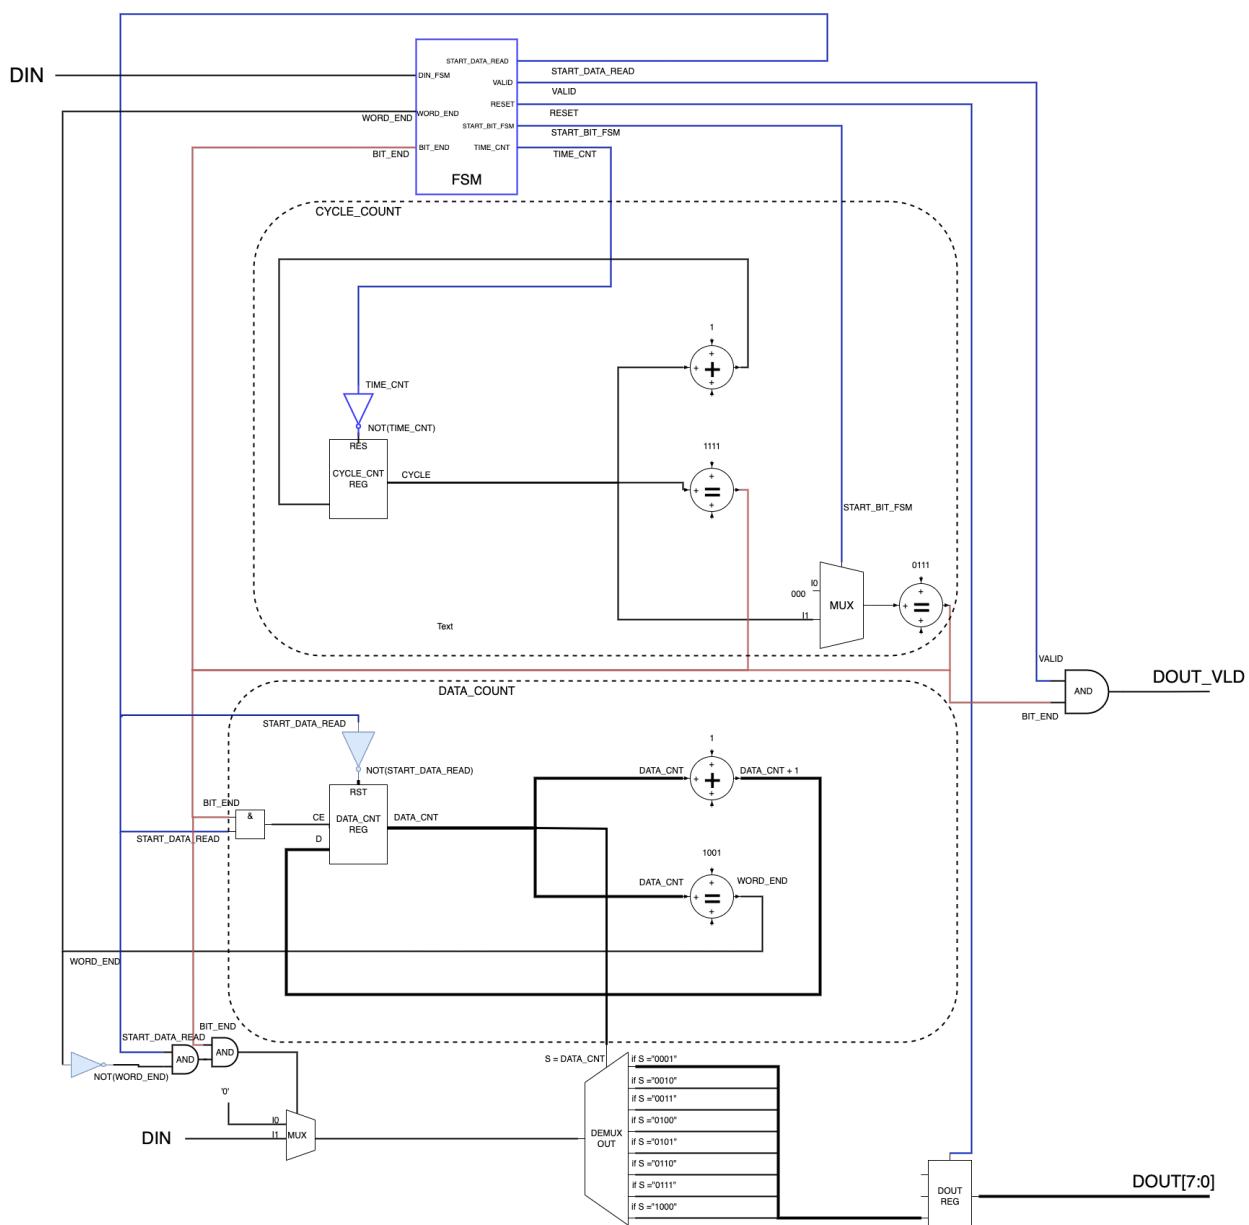 START_DATA_READ
DIN
DIN_FSM
START_DATA_READ
VALID
VALID
RESET
WORD_END
WORD_END
RESET
START_BIT_FSM
START_BIT_FSM
BIT_END
BIT_END
TIME_CNT
TIME_CNT
FSM
CYCLE_COUNT
1
+
+
+
+
TIME_CNT
NOT(TIME_CNT)
RES
CYCLE_CNT
REG
CYCLE
1111
+
+
=
+
START_BIT_FSM
0111
I0
000
MUX
+
+
=
+
I1
Text
VALID
DOUT_VLD
AND
BIT_END
DATA_COUNT
START_DATA_READ
1
NOT(START_DATA_READ)
DATA_CNT
+
+
+
+
DATA_CNT + 1
RST
BIT_END
&
CE
DATA_CNT
REG
DATA_CNT
START_DATA_READ
D
1001
DATA_CNT
+
+
=
+
WORD_END
WORD_END
BIT_END
START_DATA_READ
AND
AND
NOT(WORD_END)
S = DATA_CNT
if S ="0001"
if S ="0010"
'0'
if S ="0011"
I0
if S ="0100"
DIN
I1
MUX
DEMUX
OUT
if S ="0101"
if S ="0110"
if S ="0111"
DOUT
REG
DOUT[7:0]
if S ="1000"